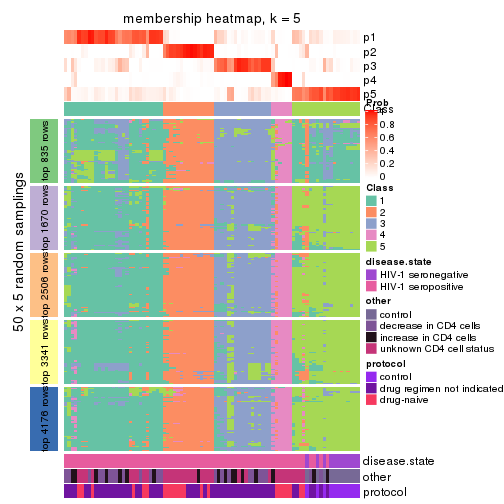 membership heatmap, k = 5
p1
p2
p3
p4
p5
50 x 5 random samplings
top 835 rows
top 1670 rows
top 2506 rows
top 3341 rows
top 4176 rows
Class
Prob
1
0.8
0.6
0.4
0.2
0
Class
1
2
3
4
5
disease.state
HIV-1 seronegative
HIV-1 seropositive
other
control
decrease in CD4 cells
increase in CD4 cells
unknown CD4 cell status
protocol
control
drug regimen not indicated
drug-naive
disease.state
other
protocol